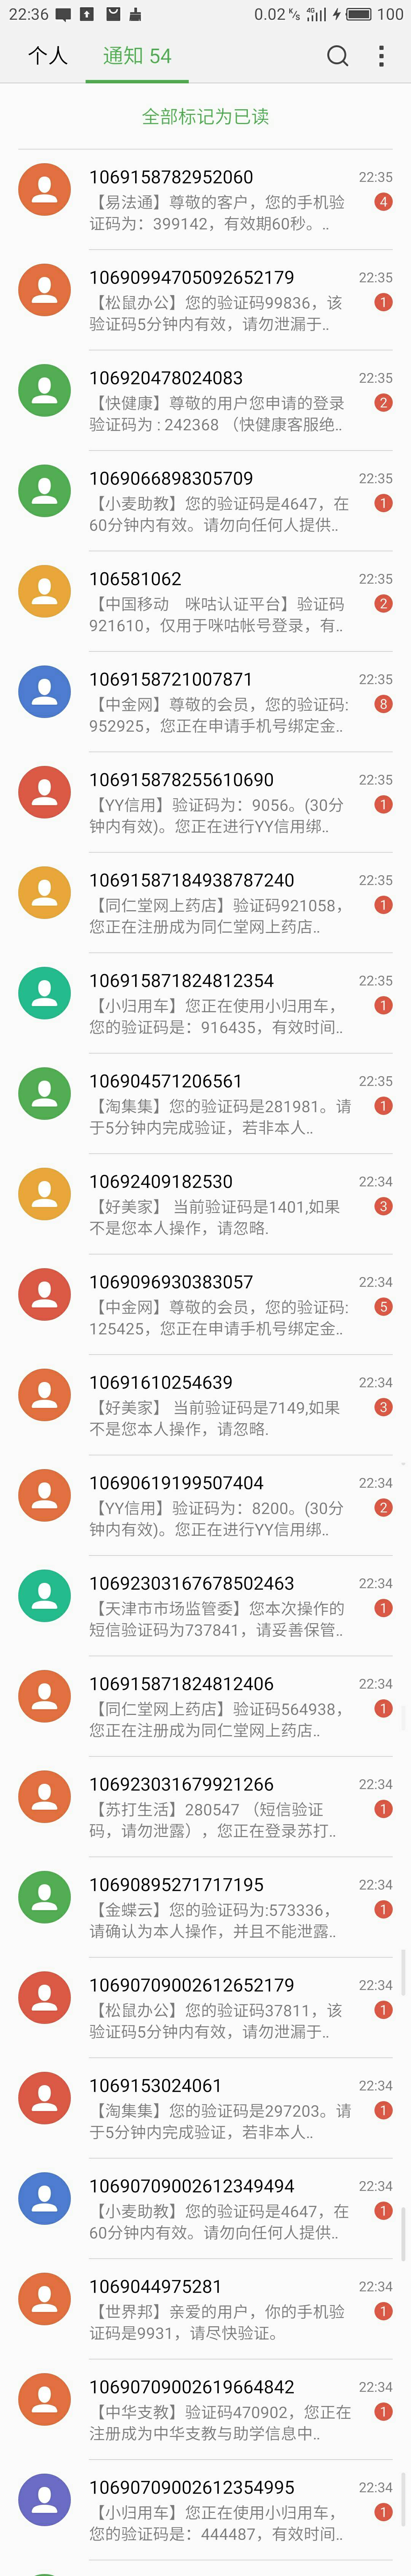 22:36
0.02 K/s 4G 100
个人 通知 54
全部标记为已读
1069158782952060 22:35
【易法通】尊敬的客户，您的手机验 4
证码为：399142，有效期60秒。..
10690994705092652179 22:35
【松鼠办公】您的验证码99836，该 1
验证码5分钟内有效，请勿泄漏于..
106920478024083 22:35
【快健康】尊敬的用户您申请的登录 2
验证码为 : 242368 （快健康客服绝..
1069066898305709 22:35
【小麦助教】您的验证码是4647，在 1
60分钟内有效。请勿向任何人提供..
106581062 22:35
【中国移动 咪咕认证平台】验证码 2
921610，仅用于咪咕帐号登录，有..
1069158721007871 22:35
【中金网】尊敬的会员，您的验证码: 8
952925，您正在申请手机号绑定金..
106915878255610690 22:35
【YY信用】验证码为：9056。(30分 1
钟内有效)。您正在进行YY信用绑..
10691587184938787240 22:35
【同仁堂网上药店】验证码921058， 1
您正在注册成为同仁堂网上药店..
106915871824812354 22:35
【小归用车】您正在使用小归用车， 1
您的验证码是：916435，有效时间..
106904571206561 22:35
【淘集集】您的验证码是281981。请 1
于5分钟内完成验证，若非本人..
10692409182530 22:34
【好美家】 当前验证码是1401,如果 3
不是您本人操作，请忽略.
1069096930383057 22:34
【中金网】尊敬的会员，您的验证码: 5
125425，您正在申请手机号绑定金..
10691610254639 22:34
【好美家】 当前验证码是7149,如果 3
不是您本人操作，请忽略.
10690619199507404 22:34
【YY信用】验证码为：8200。(30分 2
钟内有效)。您正在进行YY信用绑..
10692303167678502463 22:34
【天津市市场监管委】您本次操作的 1
短信验证码为737841，请妥善保管..
106915871824812406 22:34
【同仁堂网上药店】验证码564938， 1
您正在注册成为同仁堂网上药店..
106923031679921266 22:34
【苏打生活】280547 （短信验证 1
码，请勿泄露），您正在登录苏打..
10690895271717195 22:34
【金蝶云】您的验证码为:573336， 1
请确认为本人操作，并且不能泄露..
10690709002612652179 22:34
【松鼠办公】您的验证码37811，该 1
验证码5分钟内有效，请勿泄漏于..
1069153024061 22:34
【淘集集】您的验证码是297203。请 1
于5分钟内完成验证，若非本人..
10690709002612349494 22:34
【小麦助教】您的验证码是4647，在 1
60分钟内有效。请勿向任何人提供..
1069044975281 22:34
【世界邦】亲爱的用户，你的手机验 1
证码是9931，请尽快验证。
10690709002619664842 22:34
【中华支教】验证码470902，您正在 1
注册成为中华支教与助学信息中..
10690709002612354995 22:34
【小归用车】您正在使用小归用车， 1
您的验证码是：444487，有效时间..